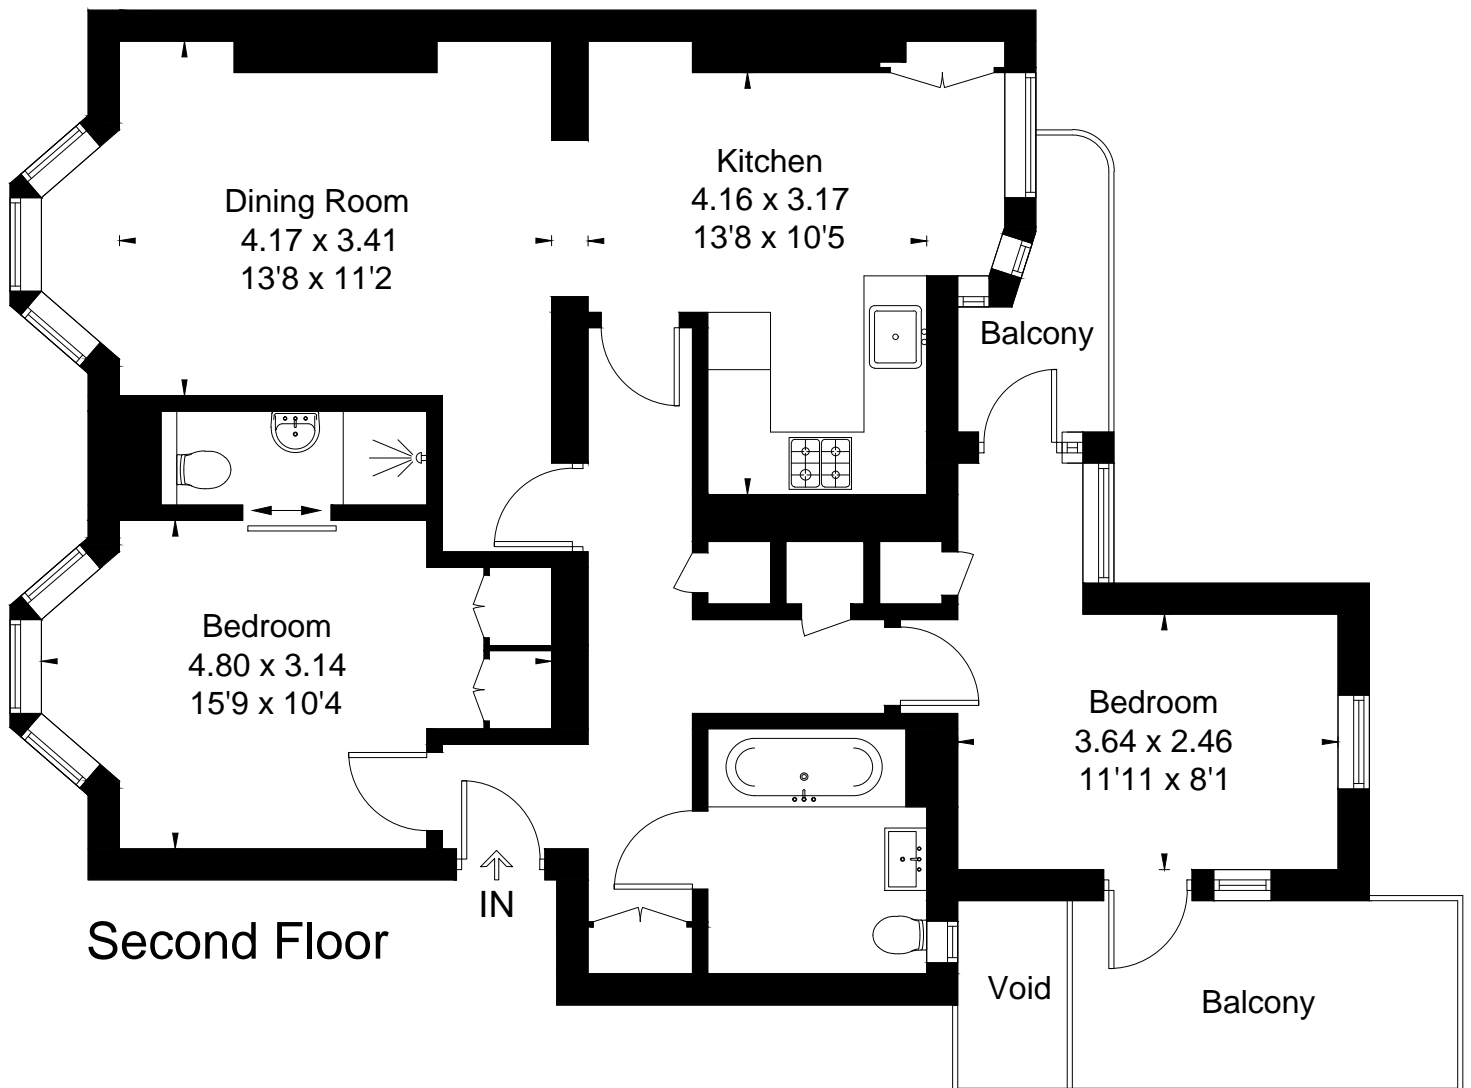 Dining Room
4.17 x 3.41
13'8 x 11'2
Kitchen
4.16 x 3.17
13'8 x 10'5
Balcony
Bedroom
4.80 x 3.14
15'9 x 10'4
Bedroom
3.64 x 2.46
11'11 x 8'1
IN
Second Floor
Void
Balcony